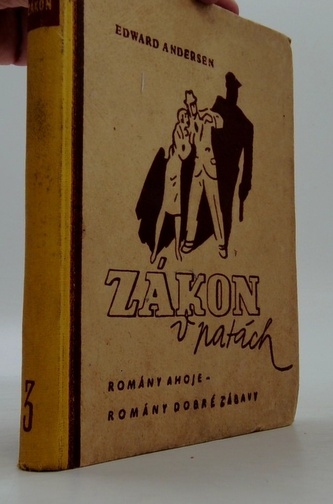 EDWARD ANDERSEN
ZÁKON
v patách
ROMÁNY AHOJE-
ROMÁNY DOBRÉ ZÁBAVY
3